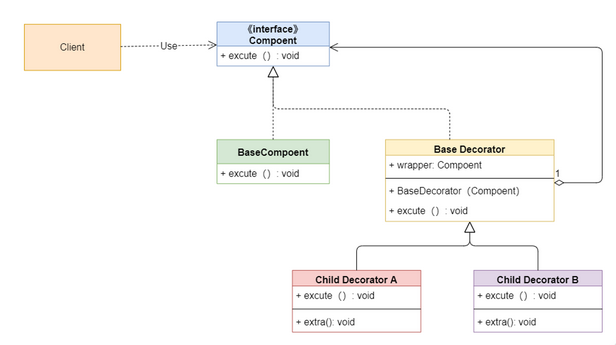 Client
Use
《interface》
Compoent
+ excute () : void
BaseCompoent
+ excute () : void
Base Decorator
+ wrapper: Compoent
+ BaseDecorator (Compoent)
+ excute () : void
1
Child Decorator A
+ excute () : void
+ extra(): void
Child Decorator B
+ excute () : void
+ extra(): void